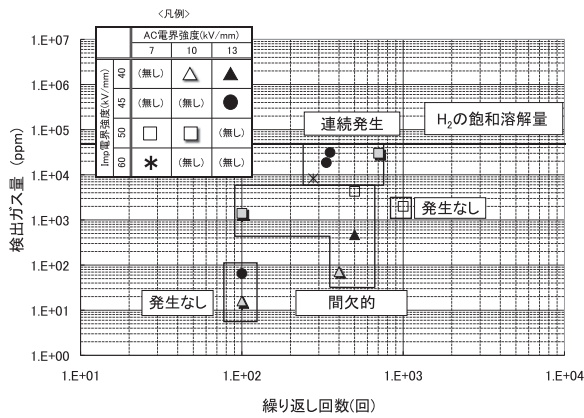 <凡例>
AC電界強度(kV/mm)
7 10 13
Imp電界強度(kV/mm)
40 (無し) △ ▲
45 (無し) (無し) ●
50 □ □ (無し)
60 * (無し) (無し)
1.E+07
1.E+06
1.E+05
1.E+04
1.E+03
1.E+02
1.E+01
1.E+00
検出ガス量 (ppm)
連続発生
H₂の飽和溶解量
発生なし
発生なし
間欠的
1.E+01 1.E+02 1.E+03 1.E+04
繰り返し回数(回)